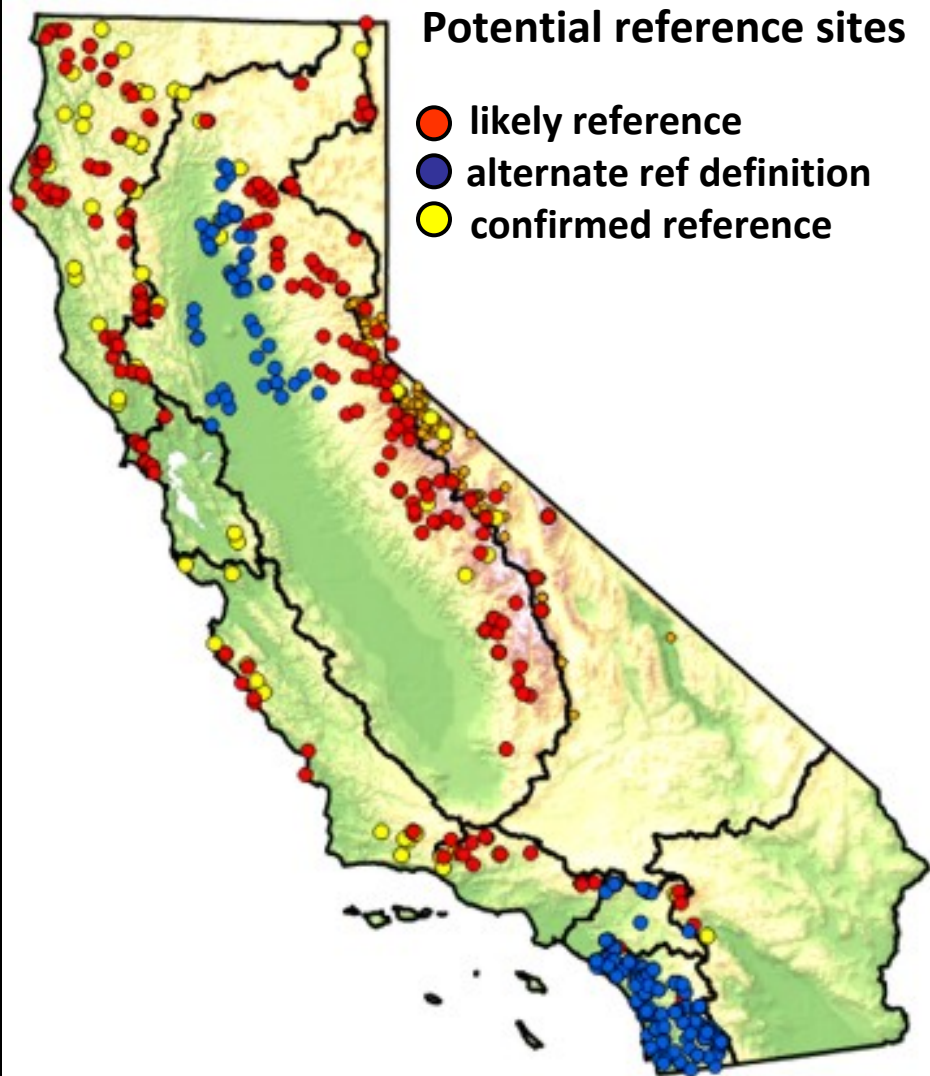 Potential reference sites
likely reference
alternate ref definition
confirmed reference